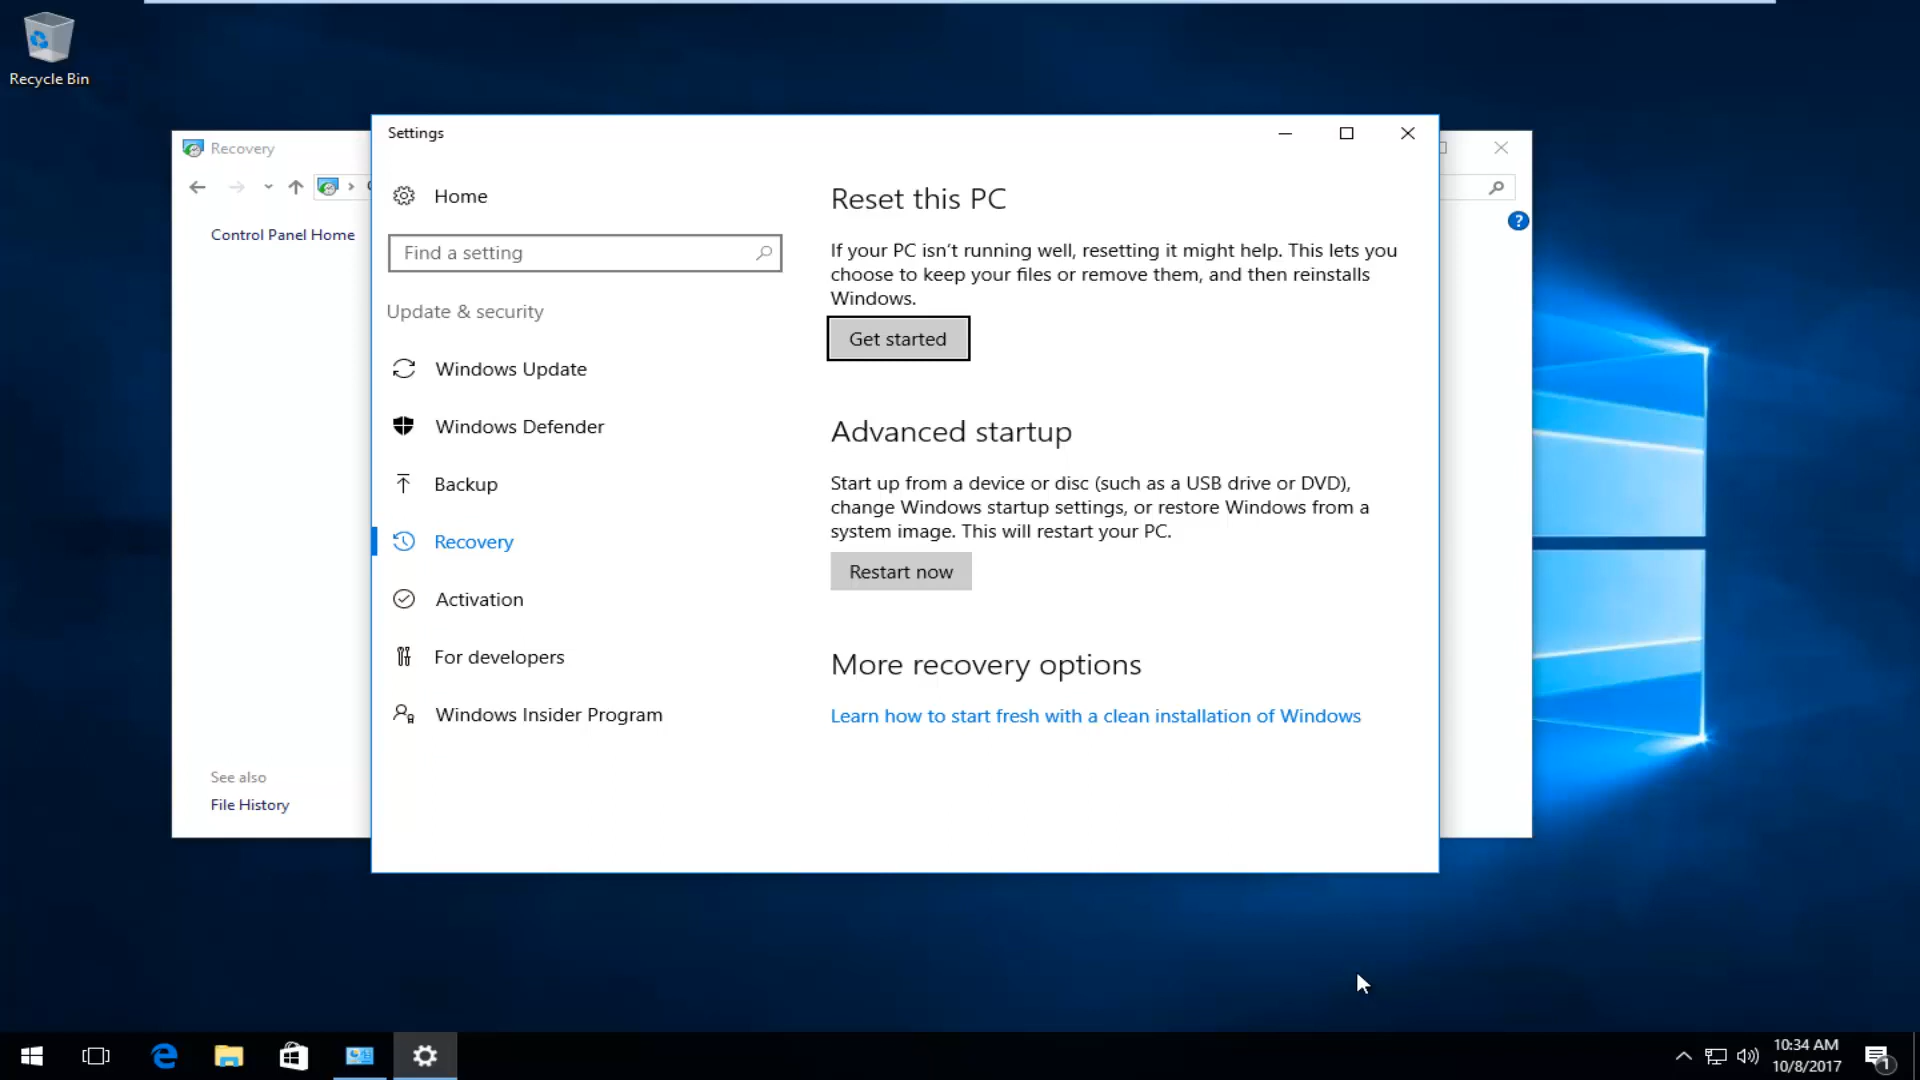 Recycle Bin
Recovery
Control Panel Home
See also
File History
Settings
Home
Find a setting
Update & security
Windows Update
Windows Defender
Backup
Recovery
Activation
For developers
Windows Insider Program
Reset this PC
If your PC isn't running well, resetting it might help. This lets you
choose to keep your files or remove them, and then reinstalls
Windows.
Get started
Advanced startup
Start up from a device or disc (such as a USB drive or DVD),
change Windows startup settings, or restore Windows from a
system image. This will restart your PC.
Restart now
More recovery options
Learn how to start fresh with a clean installation of Windows
?
10:34 AM
10/8/2017
1